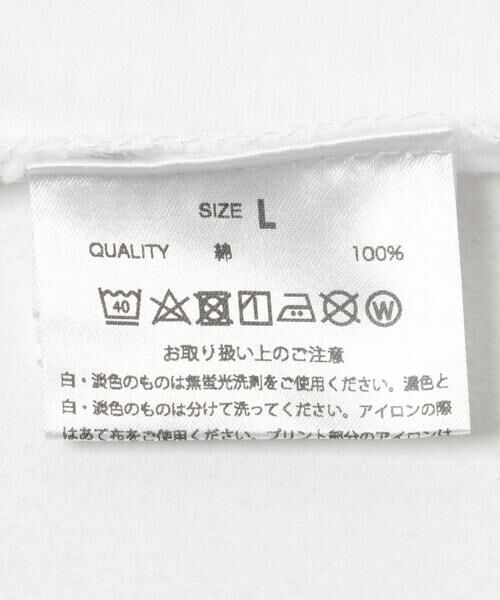 SIZE L
QUALITY 綿 100%
40 W
お取り扱い上のご注意
白・淡色のものは無蛍光洗剤をご使用ください。濃色と
白・淡色のものは分けて洗ってください。アイロンの際
はあて布をご使用ください。プリント部分のアイロンは